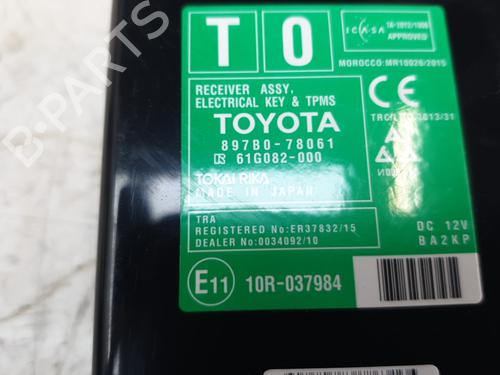 T O
ICASA TA-2012/1906
APPROVED
MOROCCO:MR10026/2015
RECEIVER ASSY,
ELECTRICAL KEY & TPMS
TOYOTA
897B0-78061
61G082-000
TOKAI RIKA
MADE IN JAPAN
CE
TRA
REGISTERED No:ER37832/15
DEALER No:0034092/10
DC 12V
BA2KP
E11 10R-037984
B-PARTS